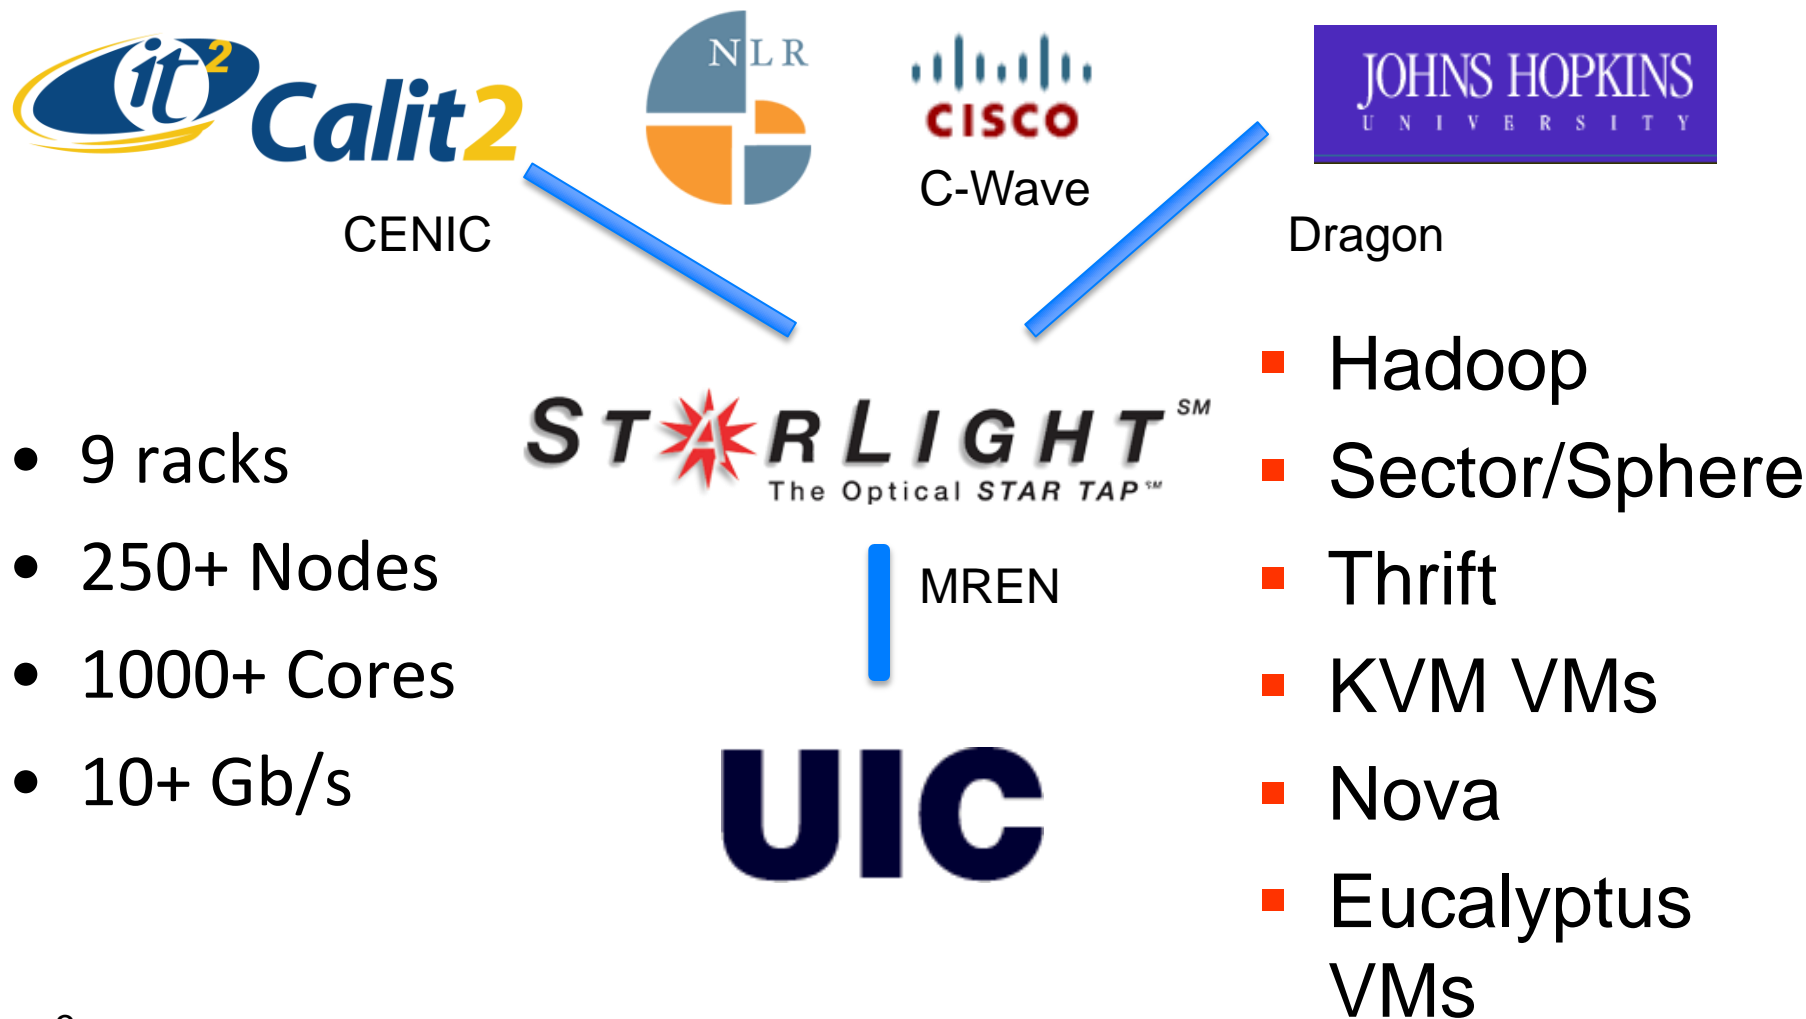 it2
Calit2
NLR
CISCO
C-Wave
JOHNS HOPKINS
UNIVERSITY
CENIC
Dragon
STARLIGHT SM
The Optical STAR TAP SM
MREN
UIC
• 9 racks
• 250+ Nodes
• 1000+ Cores
• 10+ Gb/s
▪ Hadoop
▪ Sector/Sphere
▪ Thrift
▪ KVM VMs
▪ Nova
▪ Eucalyptus
VMs